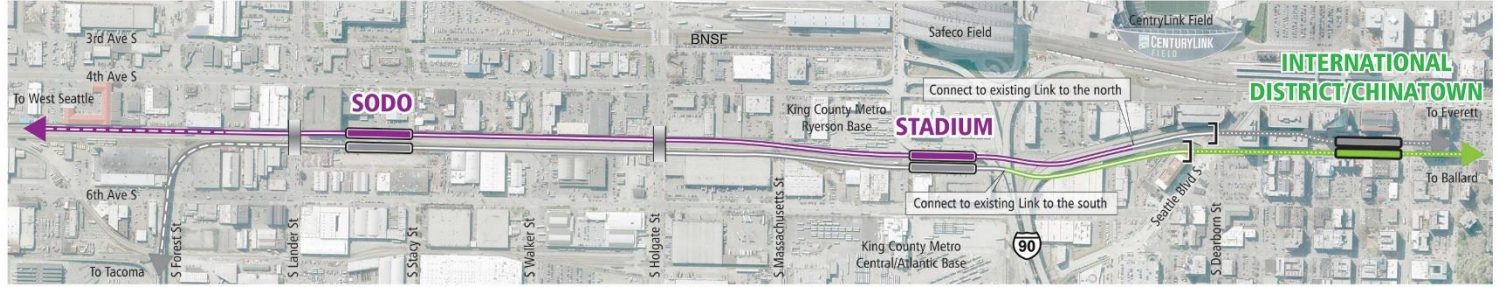 3rd Ave S
BNSF
Safeco Field
CentryLink Field
CENTURYLINK
FIELD
4th Ave S
INTERNATIONAL
DISTRICT/CHINATOWN
To West Seattle
SODO
King County Metro
Ryerson Base
STADIUM
Connect to existing Link to the north
To Everett
6th Ave S
Connect to existing Link to the south
To Ballard
Seattle Blvd S
To Tacoma
S Forest St
S Lander St
S Stacy St
S Walker St
S Holgate St
S Massachusetts St
King County Metro
Central/Atlantic Base
90
S Dearborn St